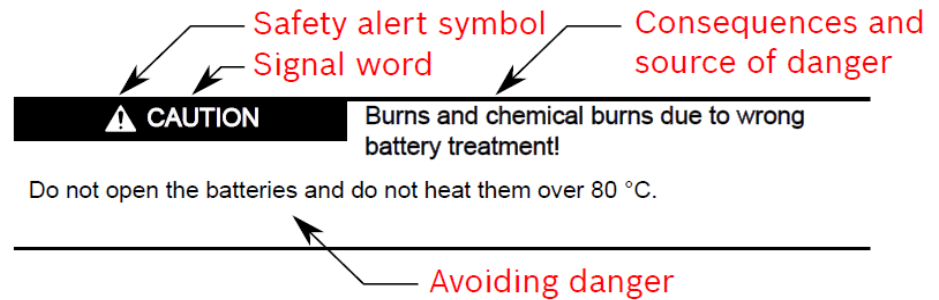 Safety alert symbol
Signal word
Consequences and
source of danger
CAUTION
Burns and chemical burns due to wrong
battery treatment!
Do not open the batteries and do not heat them over 80 °C.
Avoiding danger